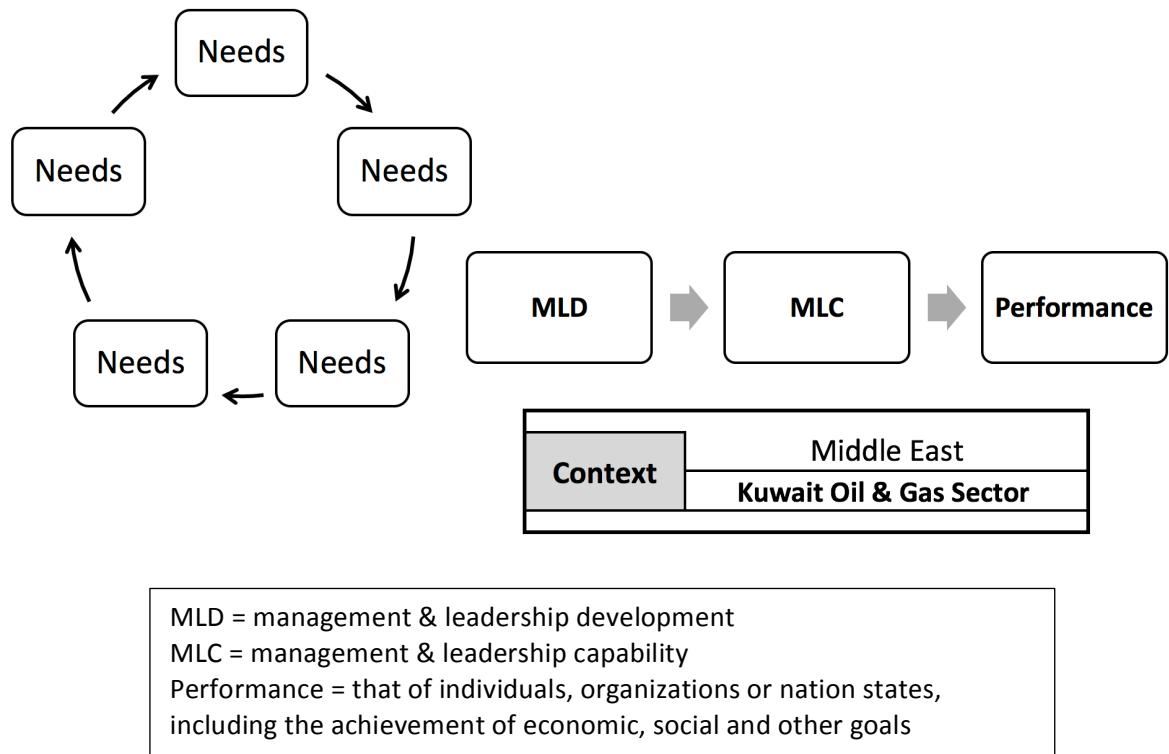 Needs
Needs
Needs
Needs
Needs
MLD
MLC
Performance
Context
Middle East
Kuwait Oil & Gas Sector
MLD = management & leadership development
MLC = management & leadership capability
Performance = that of individuals, organizations or nation states,
including the achievement of economic, social and other goals